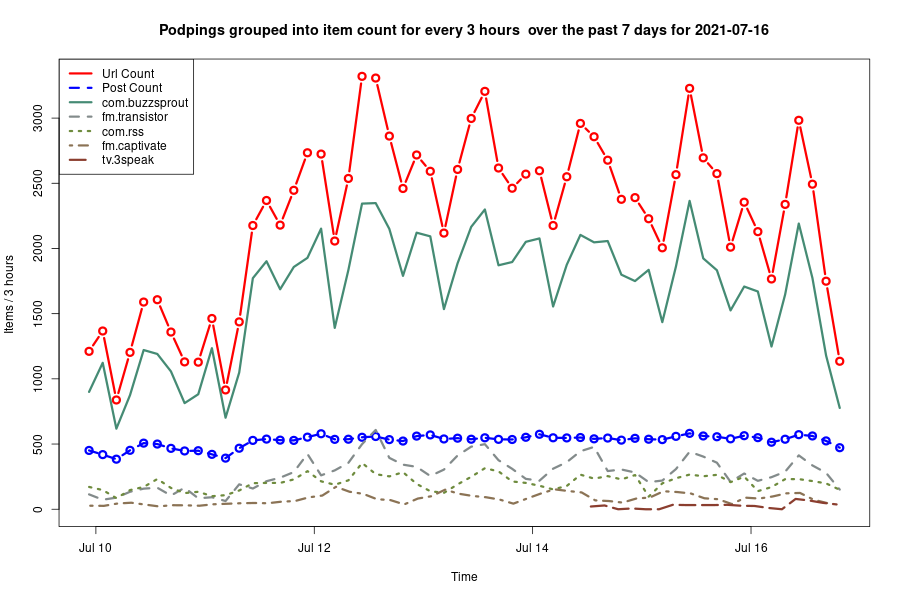 Podpings grouped into item count for every 3 hours  over the past 7 days for 2021-07-16
Url Count
Post Count
com.buzzsprout
fm.transistor
com.rss
fm.captivate
tv.3speak
Items / 3 hours
3000
2500
2000
1500
1000
500
0
Jul 10
Jul 12
Jul 14
Jul 16
Time